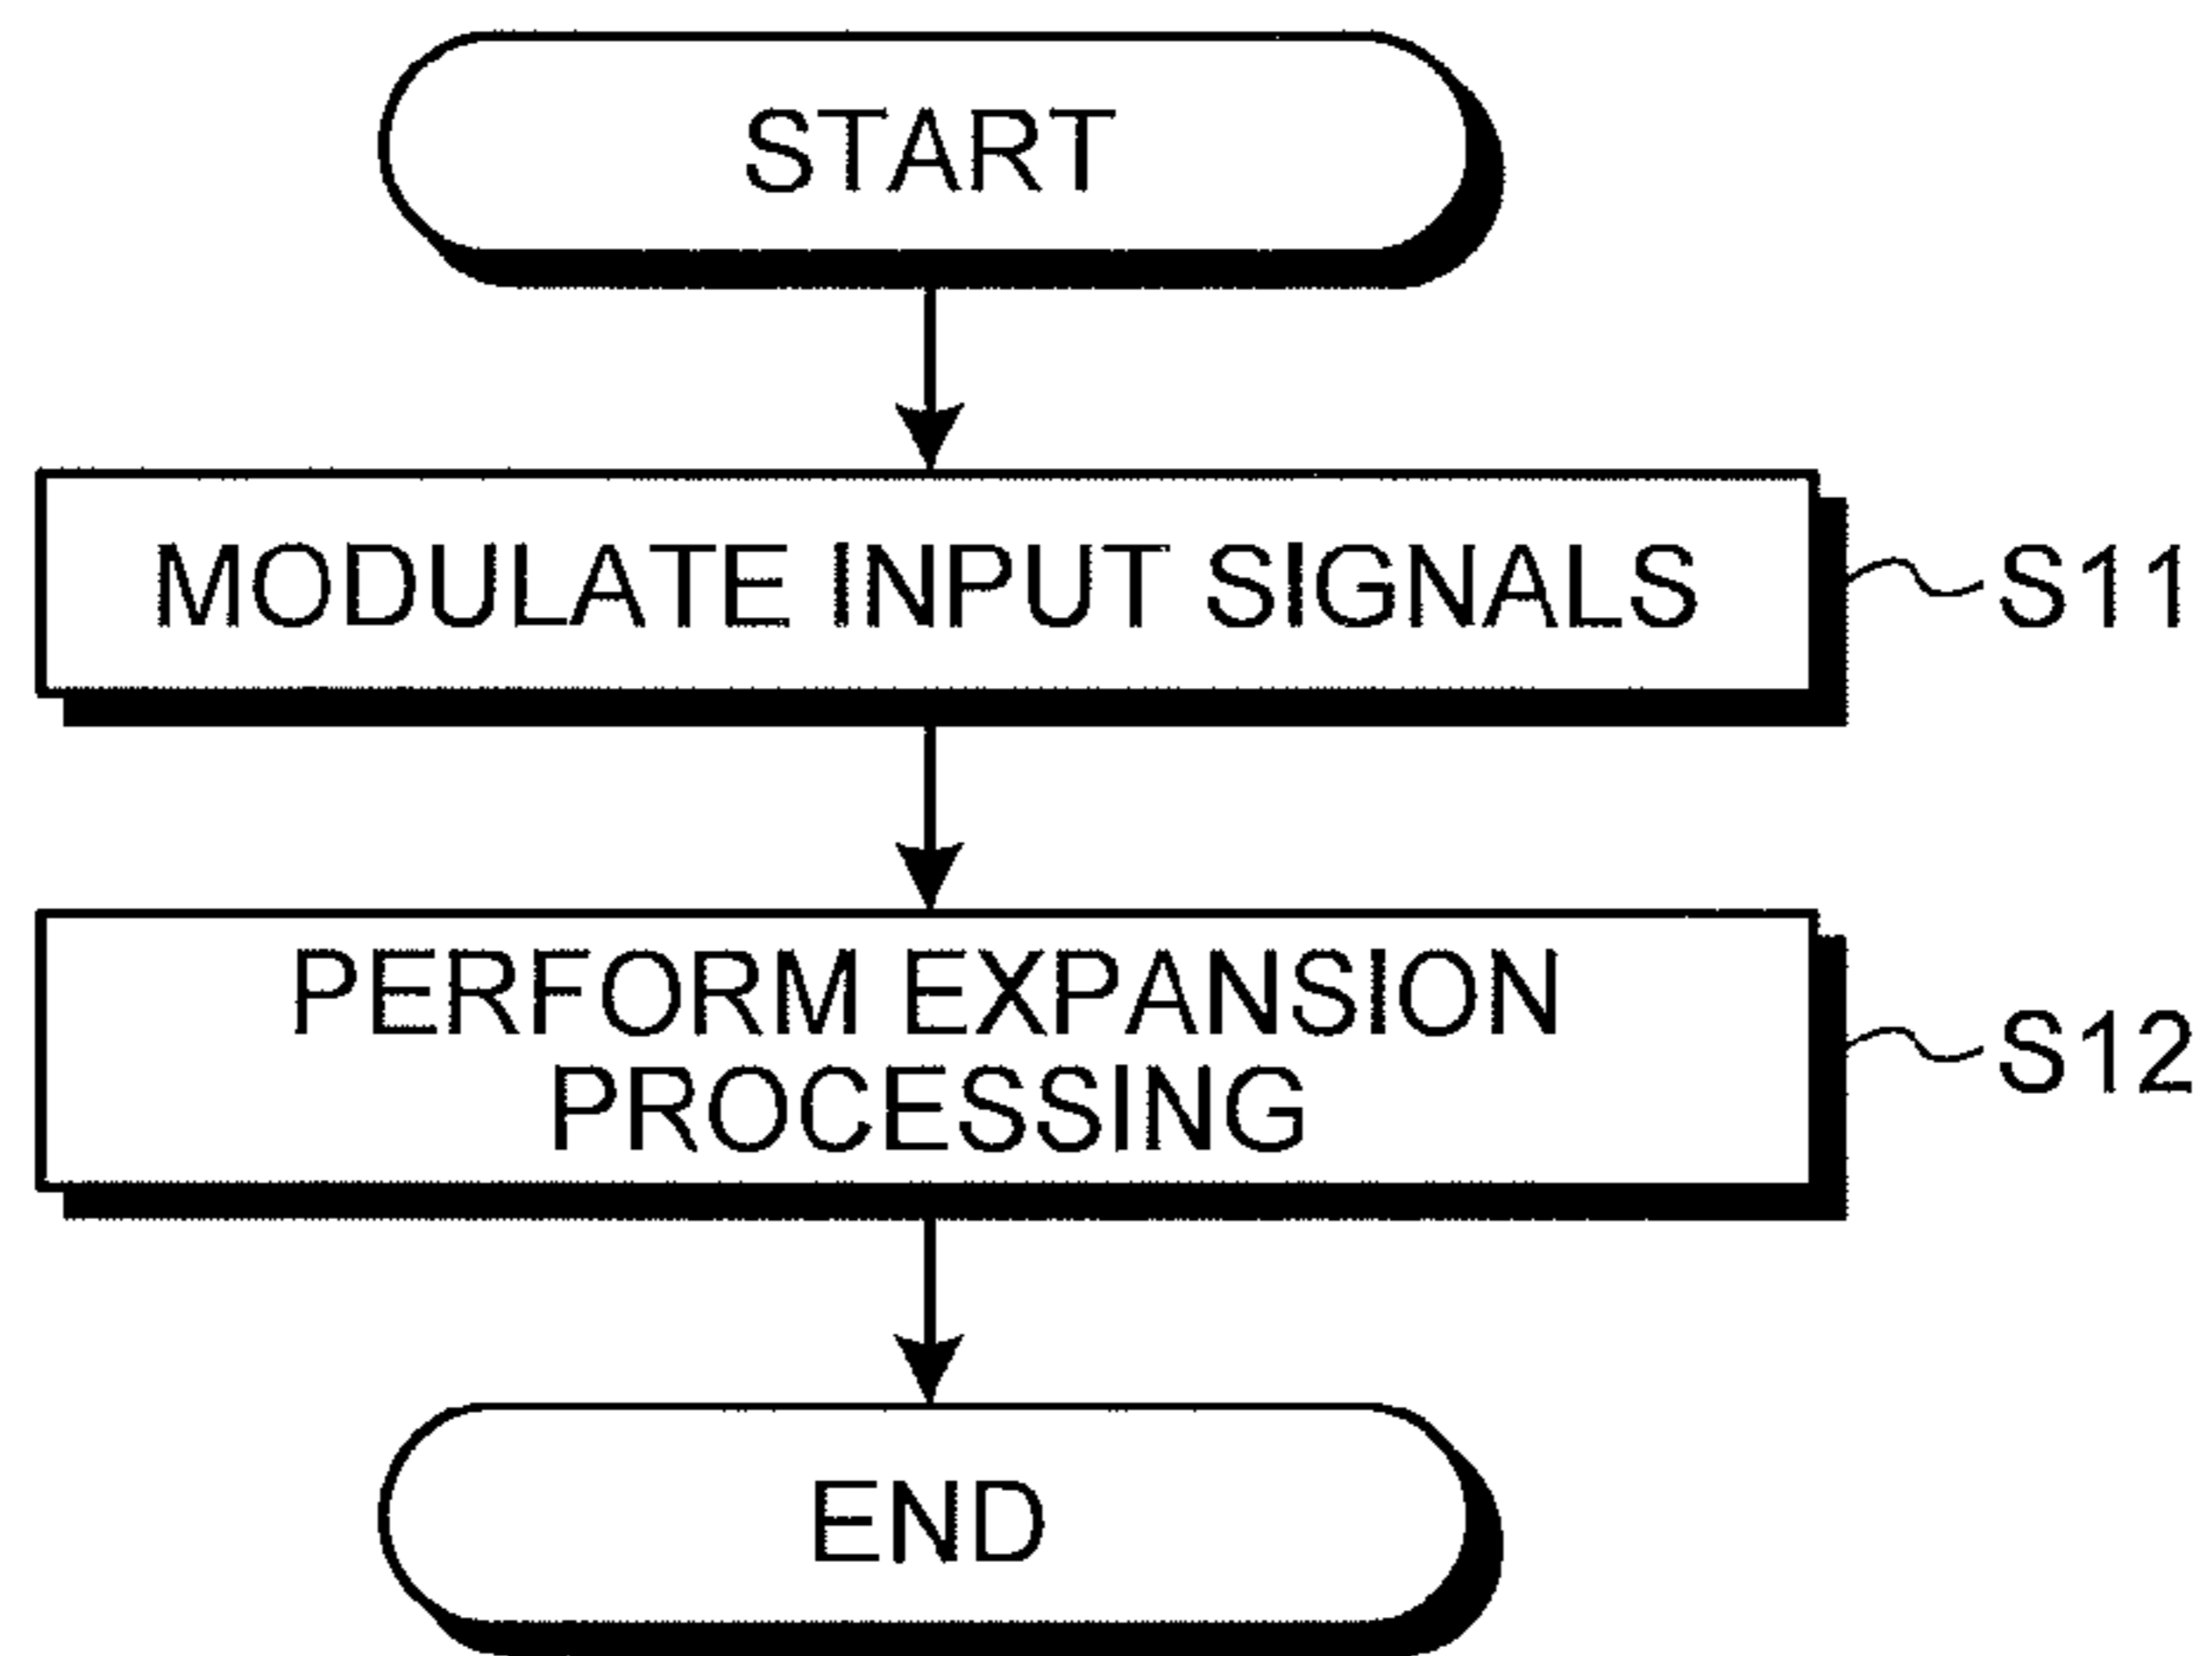 START
MODULATE INPUT SIGNALS
S11
PERFORM EXPANSION
PROCESSING
S12
END